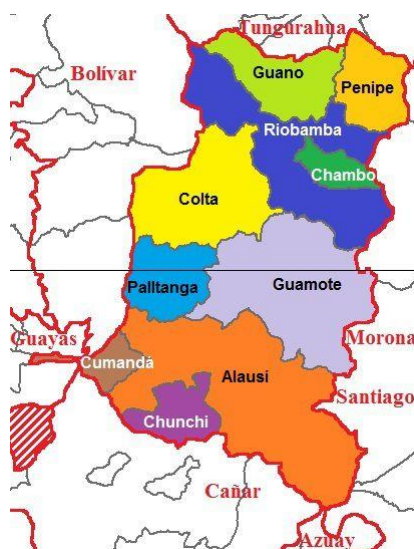 Tungurahua
Bolívar
Guano
Penipe
Riobamba
Chambo
Colta
Palltanga
Guamote
Guayas
Morona
Cumandá
Alausí
Santiago
Chunchi
Cañar
Azuay